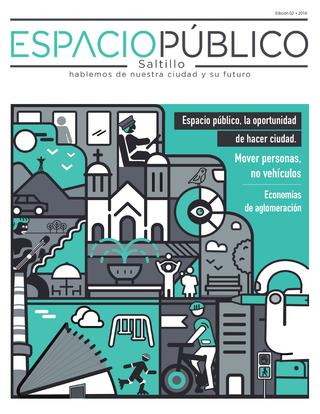 Edición 02 • 2016
ESPACIOPÚBLICO
Saltillo
hablemos de nuestra ciudad y su futuro
Espacio público, la oportunidad
de hacer ciudad.
Mover personas,
no vehículos
Economías
de aglomeración